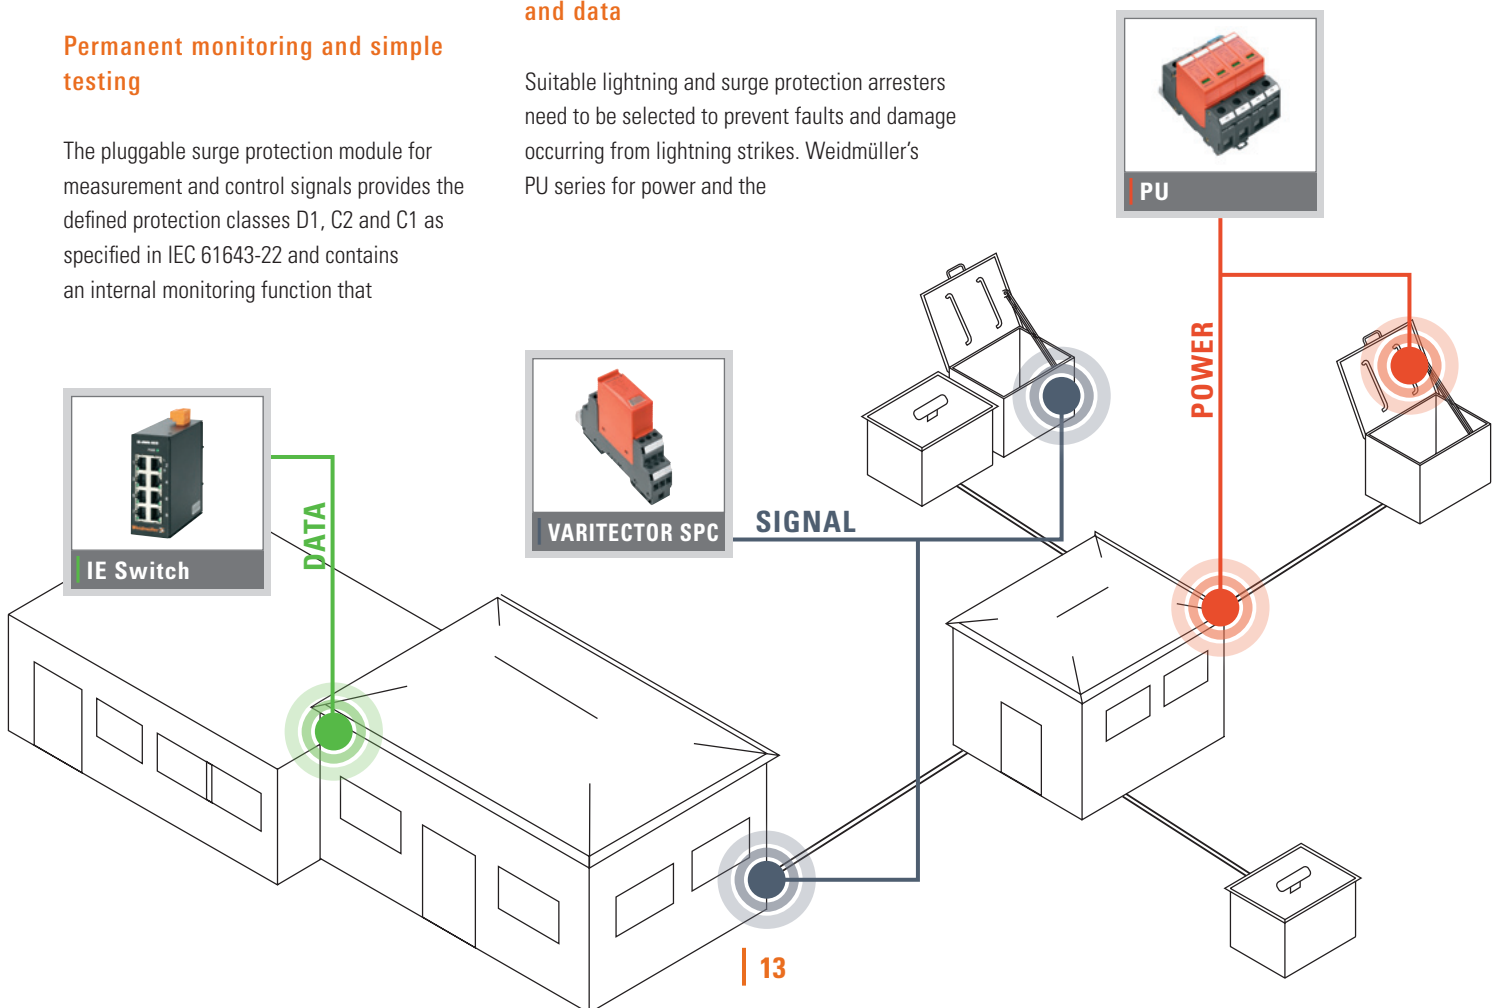 Permanent monitoring and simple
testing
The pluggable surge protection module for
measurement and control signals provides the
defined protection classes D1, C2 and C1 as
specified in IEC 61643-22 and contains
an internal monitoring function that
and data
Suitable lightning and surge protection arresters
need to be selected to prevent faults and damage
occurring from lightning strikes. Weidmüller's
PU series for power and the
PU
POWER
IE Switch
DATA
VARITECTOR SPC
SIGNAL
13